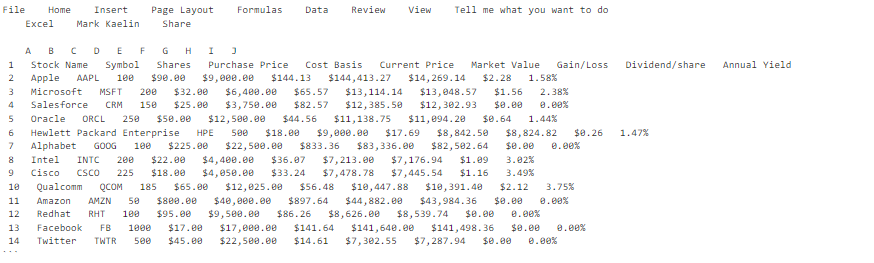 File Home Insert Page Layout Formulas Data Review View Tell me what you want to do
Excel Mark Kaelin Share
A B C D E F G H I J
1 Stock Name Symbol Shares Purchase Price Cost Basis Current Price Market Value Gain/Loss Dividend/share Annual Yield
2 Apple AAPL 100 $90.00 $9,000.00 $144.13 $144,413.27 $14,269.14 $2.28 1.58%
3 Microsoft MSFT 200 $32.00 $6,400.00 $65.57 $13,114.14 $13,048.57 $1.56 2.38%
4 Salesforce CRM 150 $25.00 $3,750.00 $82.57 $12,385.50 $12,302.93 $0.00 0.00%
5 Oracle ORCL 250 $50.00 $12,500.00 $44.56 $11,138.75 $11,094.20 $0.64 1.44%
6 Hewlett Packard Enterprise HPE 500 $18.00 $9,000.00 $17.69 $8,842.50 $8,824.82 $0.26 1.47%
7 Alphabet GOOG 100 $225.00 $22,500.00 $833.36 $83,336.00 $82,502.64 $0.00 0.00%
8 Intel INTC 200 $22.00 $4,400.00 $36.07 $7,213.00 $7,176.94 $1.09 3.02%
9 Cisco CSCO 225 $18.00 $4,050.00 $33.24 $7,478.78 $7,445.54 $1.16 3.49%
10 Qualcomm QCOM 185 $65.00 $12,025.00 $56.48 $10,447.88 $10,391.40 $2.12 3.75%
11 Amazon AMZN 50 $800.00 $40,000.00 $897.64 $44,882.00 $43,984.36 $0.00 0.00%
12 Redhat RHT 100 $95.00 $9,500.00 $86.26 $8,626.00 $8,539.74 $0.00 0.00%
13 Facebook FB 1000 $17.00 $17,000.00 $141.64 $141,640.00 $141,498.36 $0.00 0.00%
14 Twitter TWTR 500 $45.00 $22,500.00 $14.61 $7,302.55 $7,287.94 $0.00 0.00%
...